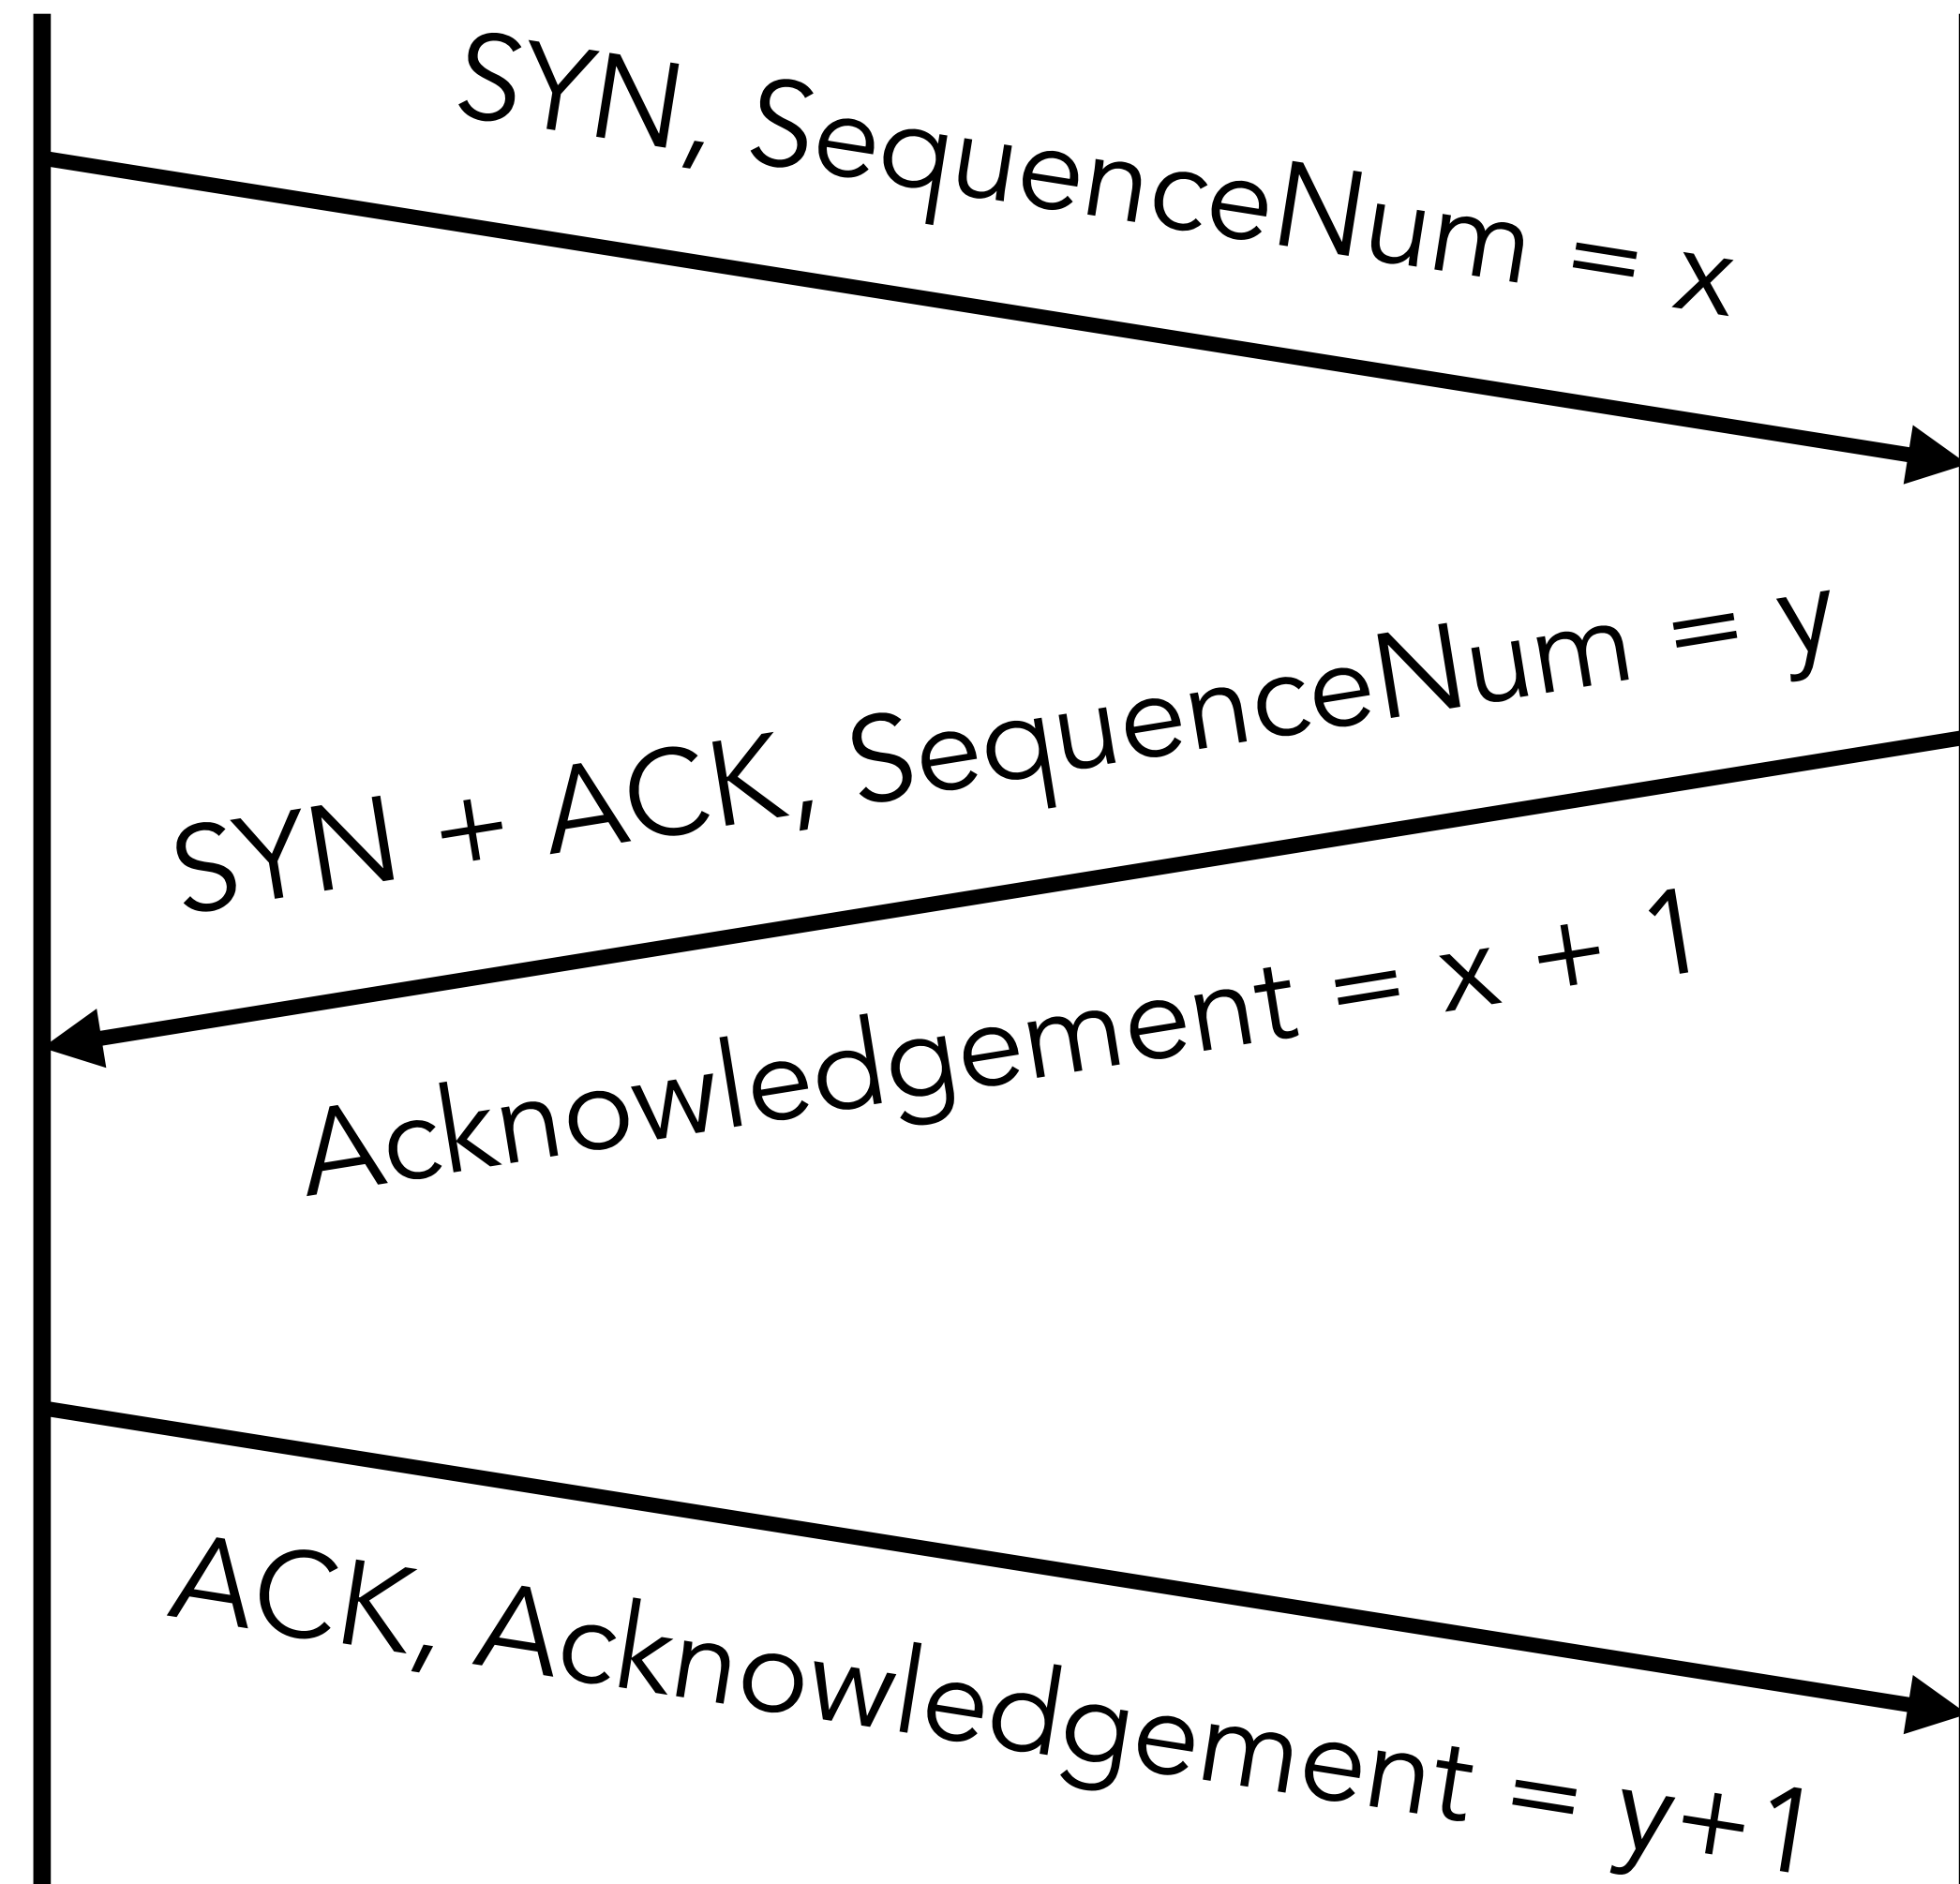 SYN, SequenceNum = x
SYN + ACK, SequenceNum = y
Acknowledgement = x + 1
ACK, Acknowledgement = y+1